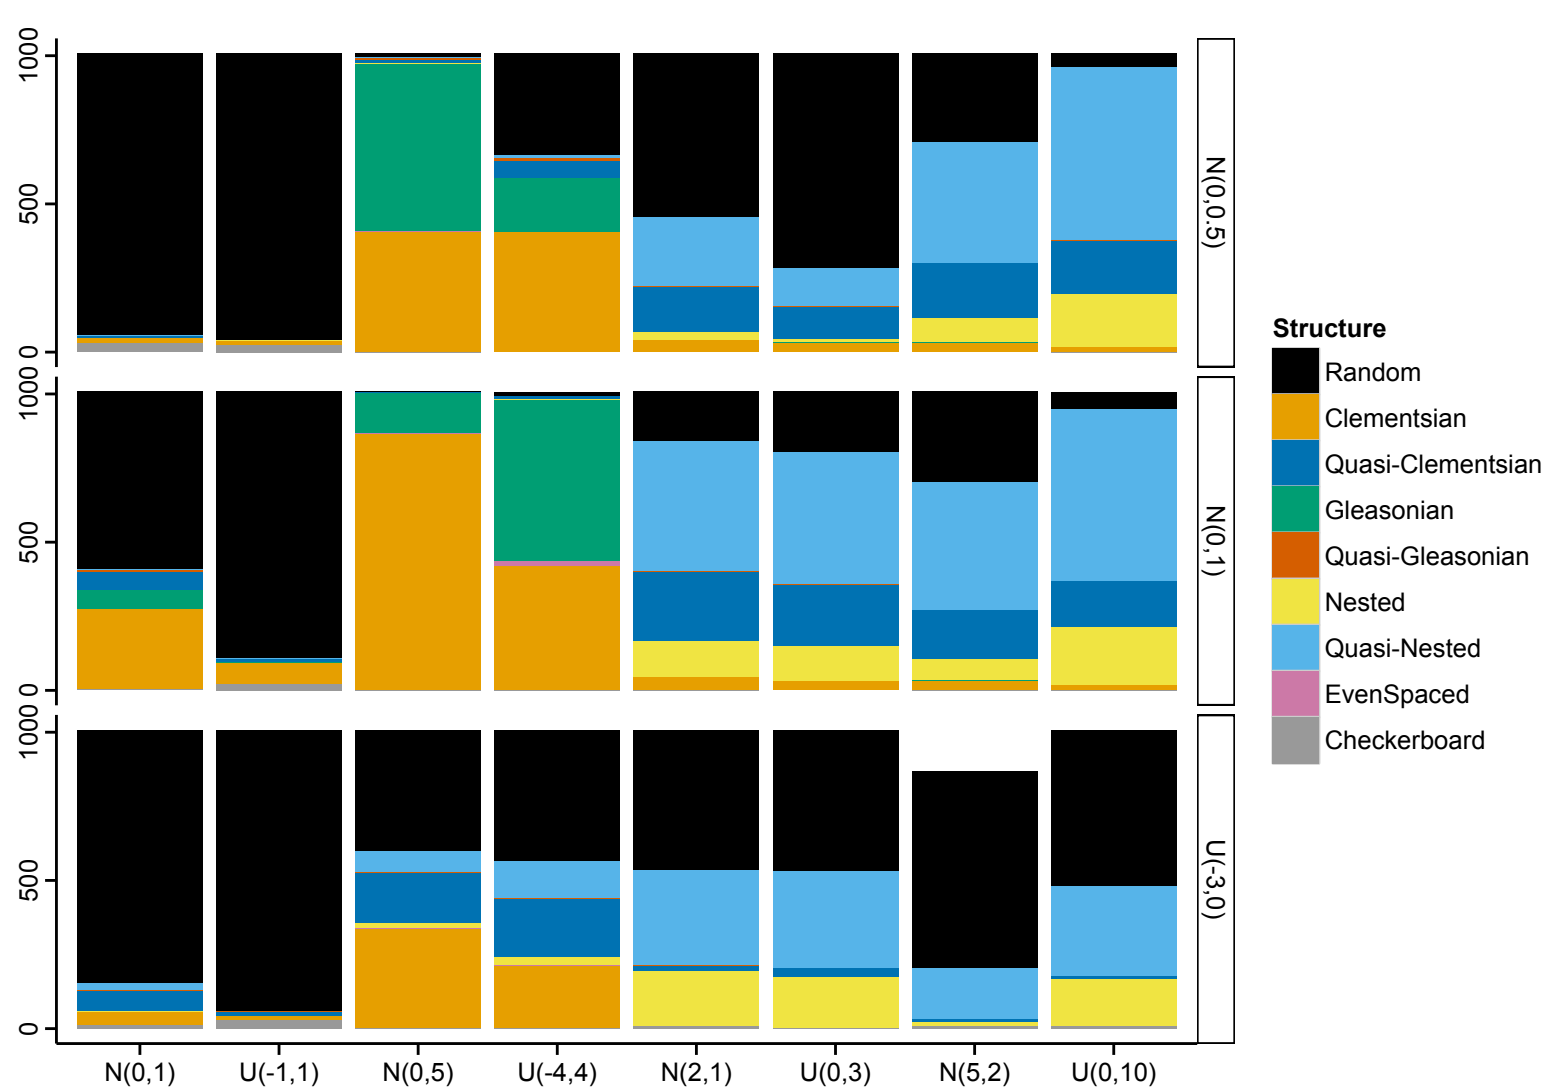 1000
500
0
N(0,0.5)
1000
500
0
N(0,1)
1000
500
0
U(-3,0)
N(0,1) U(-1,1) N(0,5) U(-4,4) N(2,1) U(0,3) N(5,2) U(0,10)
Structure
Random
Clementsian
Quasi-Clementsian
Gleasonian
Quasi-Gleasonian
Nested
Quasi-Nested
EvenSpaced
Checkerboard